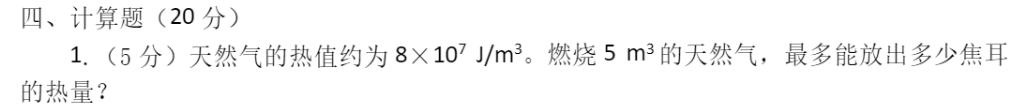 四、计算题（20 分）
1. （5 分）天然气的热值约为 8×10⁷ J/m³。燃烧 5 m³ 的天然气，最多能放出多少焦耳
的热量？